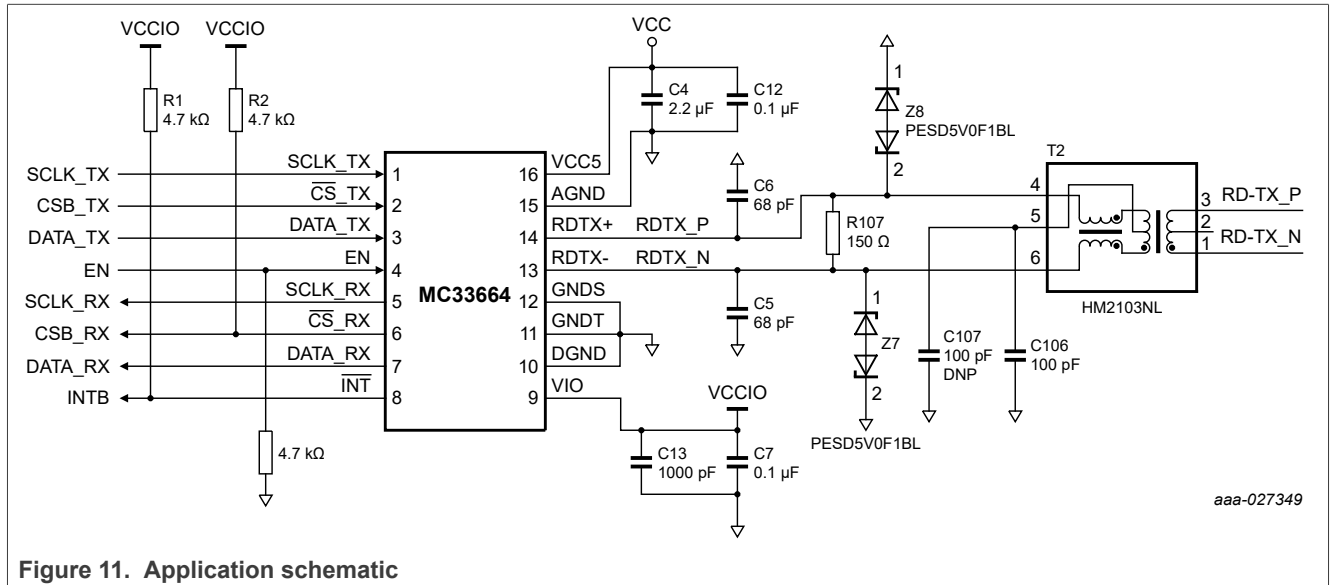 VCCIO
VCCIO
VCC
R1
4.7 kΩ
R2
4.7 kΩ
C4
2.2 μF
C12
0.1 μF
1
Z8
PESD5V0F1BL
2
SCLK_TX
SCLK_TX
1
CSB_TX
CS_TX
2
DATA_TX
DATA_TX
3
EN
EN
4
SCLK_RX
SCLK_RX
5
CSB_RX
CS_RX
6
DATA_RX
DATA_RX
7
INTB
INT
8
MC33664
16
VCC5
15
AGND
14
RDTX+
RDTX_P
13
RDTX-
RDTX_N
12
GNDS
11
GNDT
10
DGND
9
VIO
C6
68 pF
R107
150 Ω
C5
68 pF
1
Z7
2
PESD5V0F1BL
T2
4
5
6
3
RD-TX_P
2
1
RD-TX_N
HM2103NL
C107
100 pF
DNP
C106
100 pF
4.7 kΩ
VCCIO
C13
1000 pF
C7
0.1 μF
aaa-027349
Figure 11. Application schematic